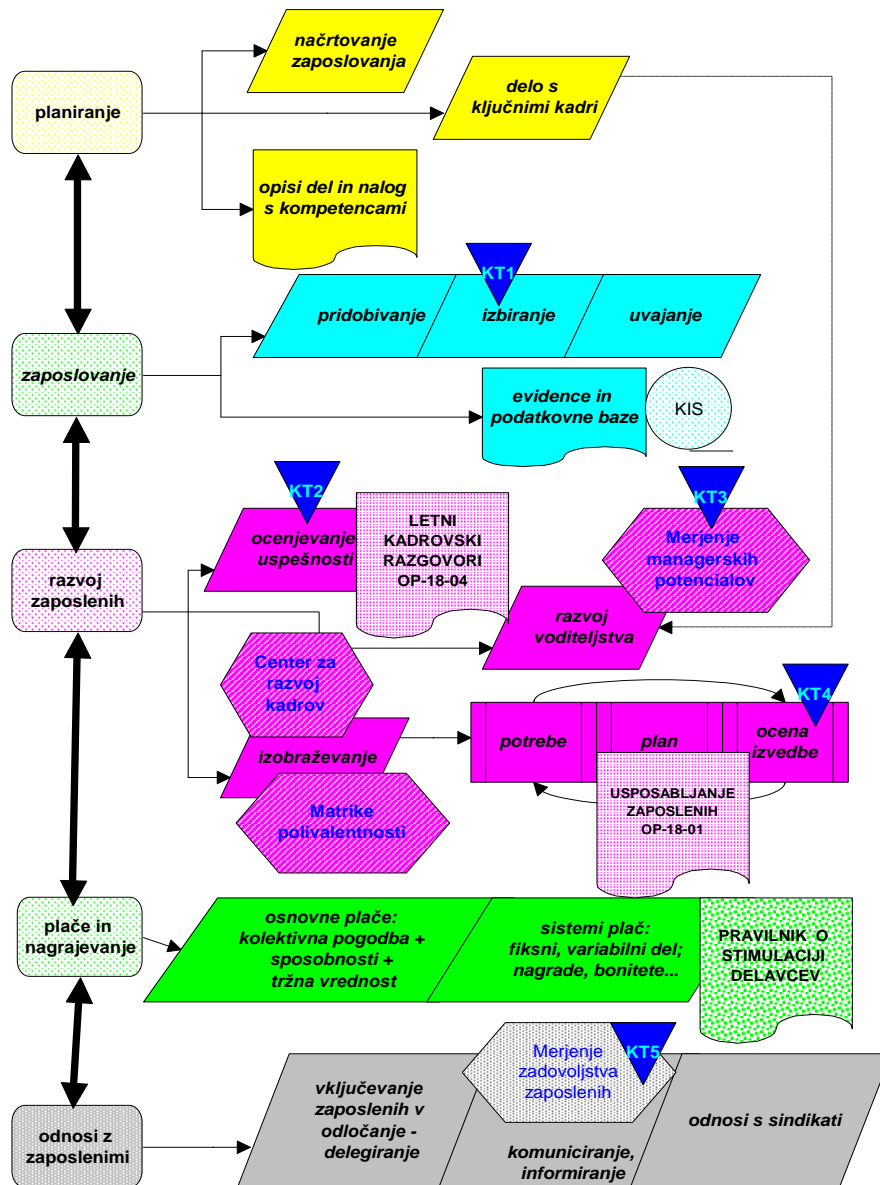 načrtovanje
zaposlovanja
planiranje
delo s
ključnimi kadri
opisi del in nalog
s kompetencami
KT1
pridobivanje
izbiranje
uvajanje
zaposlovanje
evidence in
podatkovne baze
KIS
KT2
ocenjevanje
uspešnosti
LETNI
KADROVSKI
RAZGOVORI
OP-18-04
KT3
Merjenje
managerskih
potencialov
razvoj
zaposlenih
razvoj
voditeljstva
Center za
razvoj
kadrov
izobraževanje
Matrike
polivalentnosti
KT4
potrebe
plan
ocena
izvedbe
USPOSABLJANJE
ZAPOSLENIH
OP-18-01
plače in
nagrajevanje
osnovne plače:
kolektivna pogodba +
sposobnosti +
tržna vrednost
sistemi plač:
fiksni, variabilni del;
nagrade, bonitete...
PRAVILNIK O
STIMULACIJI
DELAVCEV
Merjenje
zadovoljstva
zaposlenih
KT5
odnosi z
zaposlenimi
vključevanje
zaposlenih v
odločanje -
delegiranje
komuniciranje,
informiranje
odnosi s sindikati